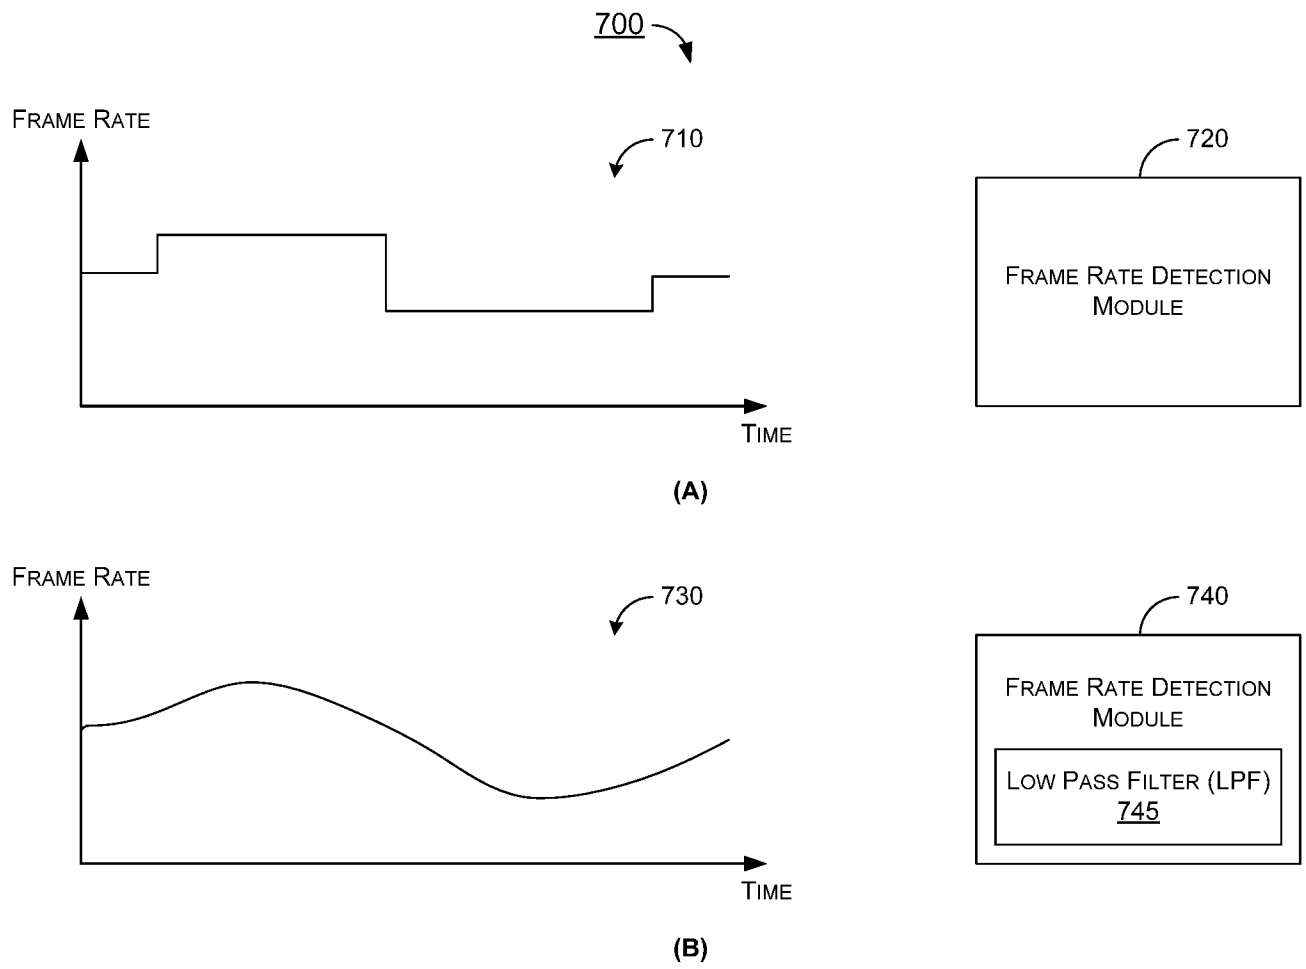 700
FRAME RATE
710
720
FRAME RATE DETECTION
MODULE
TIME
(A)
FRAME RATE
730
740
FRAME RATE DETECTION
MODULE
LOW PASS FILTER (LPF)
745
TIME
(B)